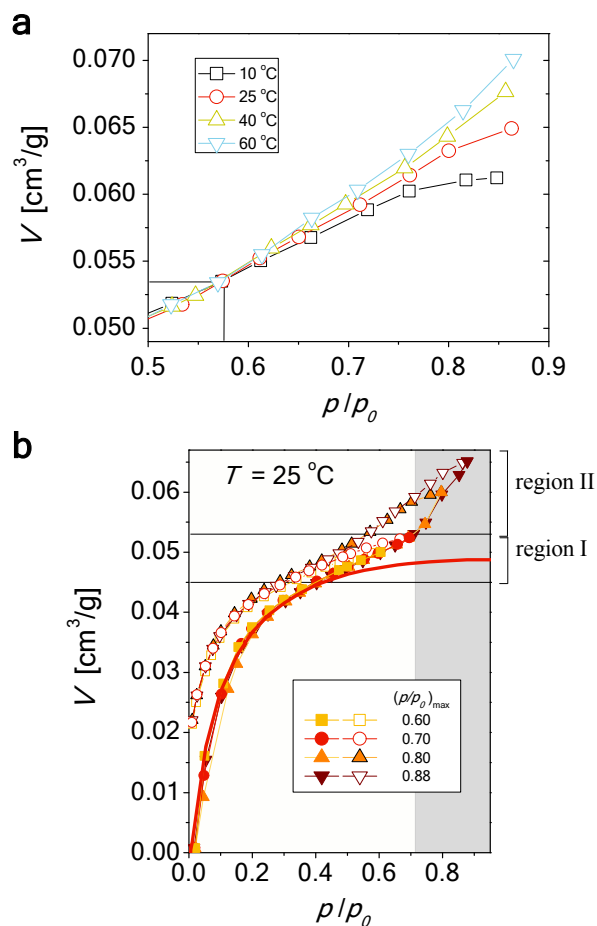 a
0.070
0.065
0.060
0.055
0.050
V [cm³/g]
10 °C
25 °C
40 °C
60 °C
0.5 0.6 0.7 0.8 0.9
p/p₀
b
T = 25 °C
0.06
0.05
0.04
0.03
0.02
0.01
0.00
V [cm³/g]
region II
region I
(p/p₀)max
0.60
0.70
0.80
0.88
0.0 0.2 0.4 0.6 0.8
p/p₀